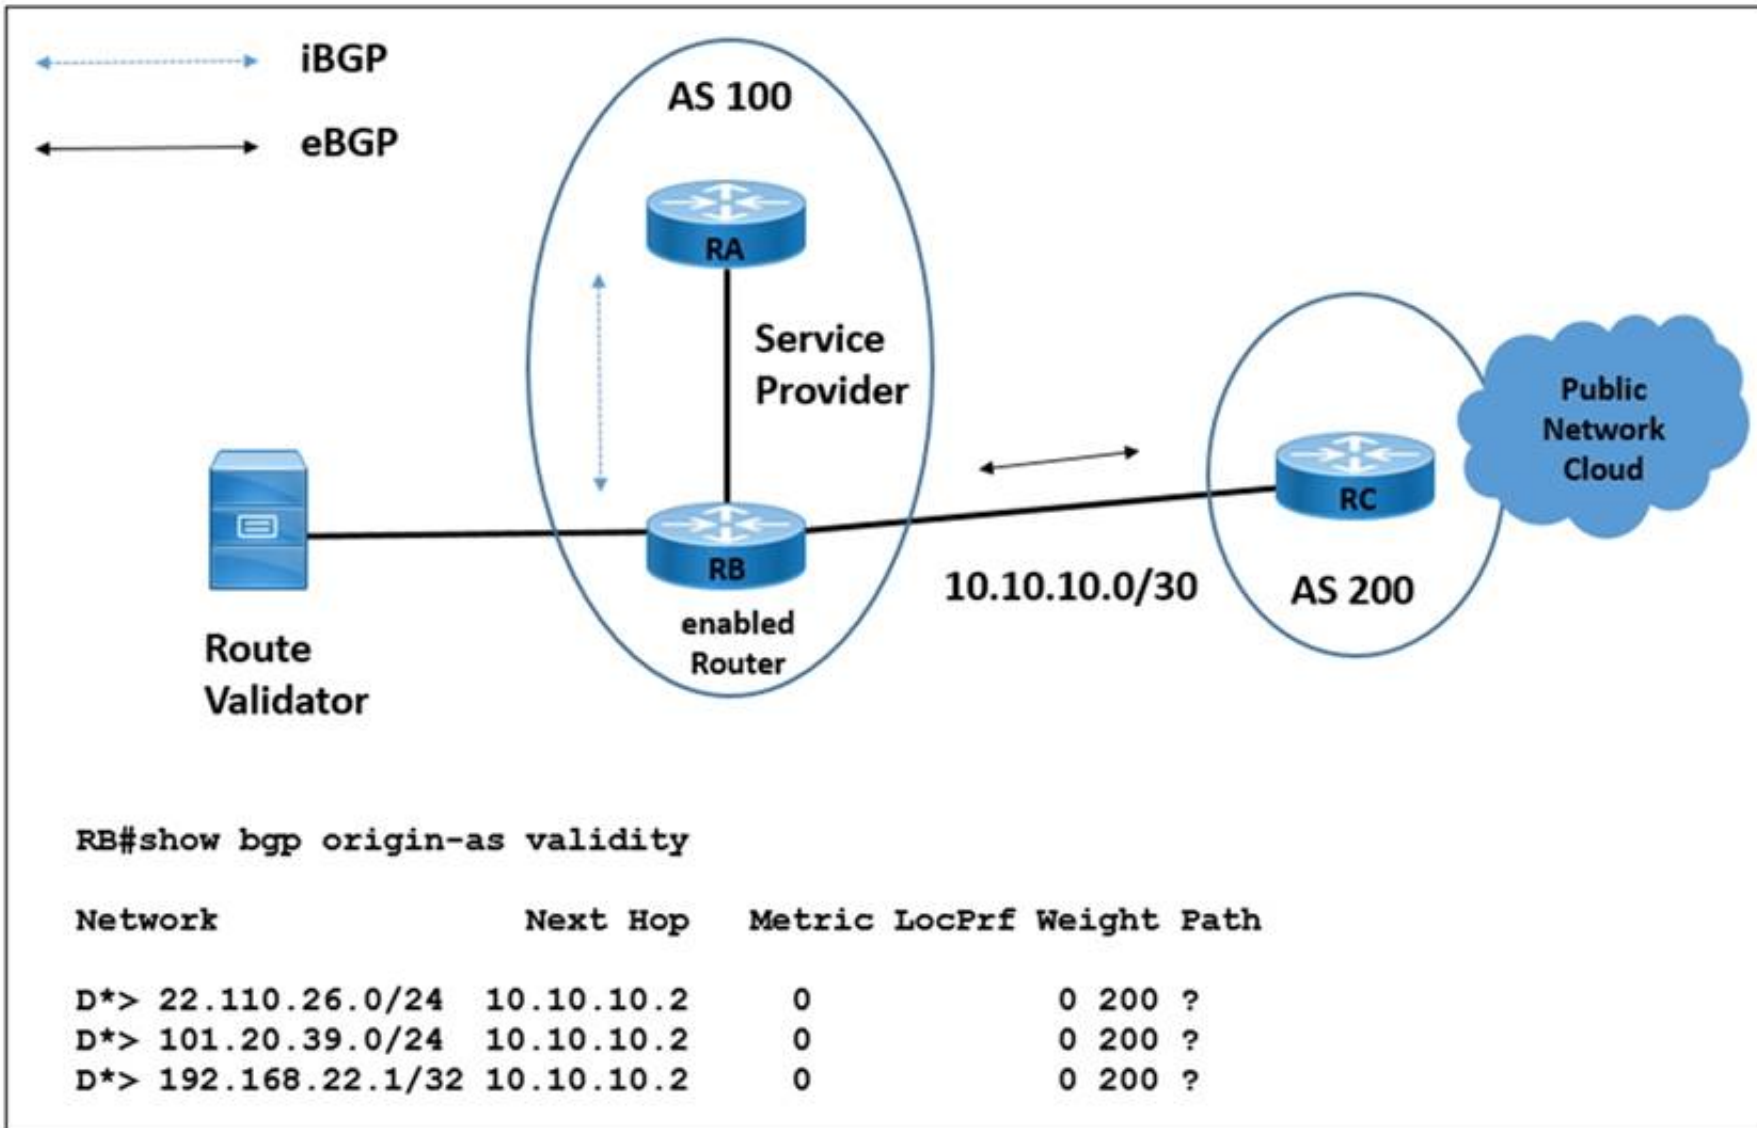 iBGP
eBGP
AS 100
RA
Service
Provider
Public
Network
Cloud
RC
RB
10.10.10.0/30
AS 200
enabled
Router
Route
Validator
RB#show bgp origin-as validity
Network Next Hop Metric LocPrf Weight Path
D*> 22.110.26.0/24 10.10.10.2 0 0 200 ?
D*> 101.20.39.0/24 10.10.10.2 0 0 200 ?
D*> 192.168.22.1/32 10.10.10.2 0 0 200 ?